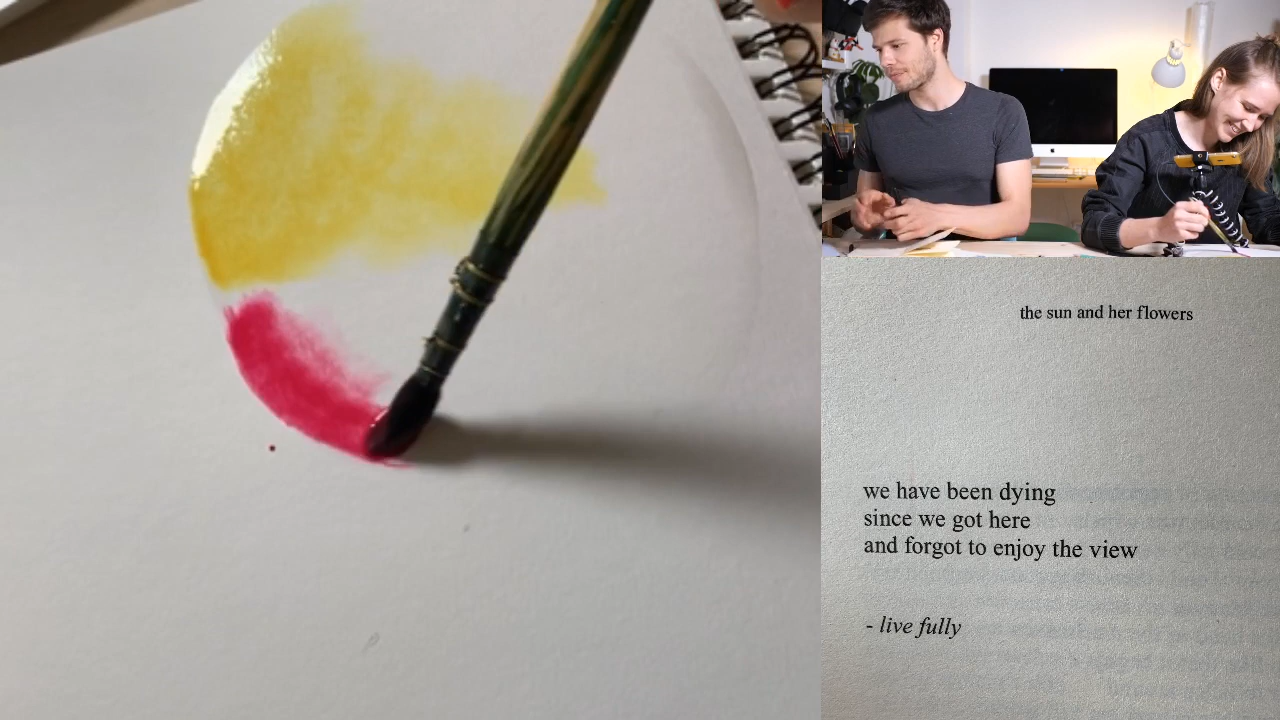 the sun and her flowers
we have been dying
since we got here
and forgot to enjoy the view
- live fully